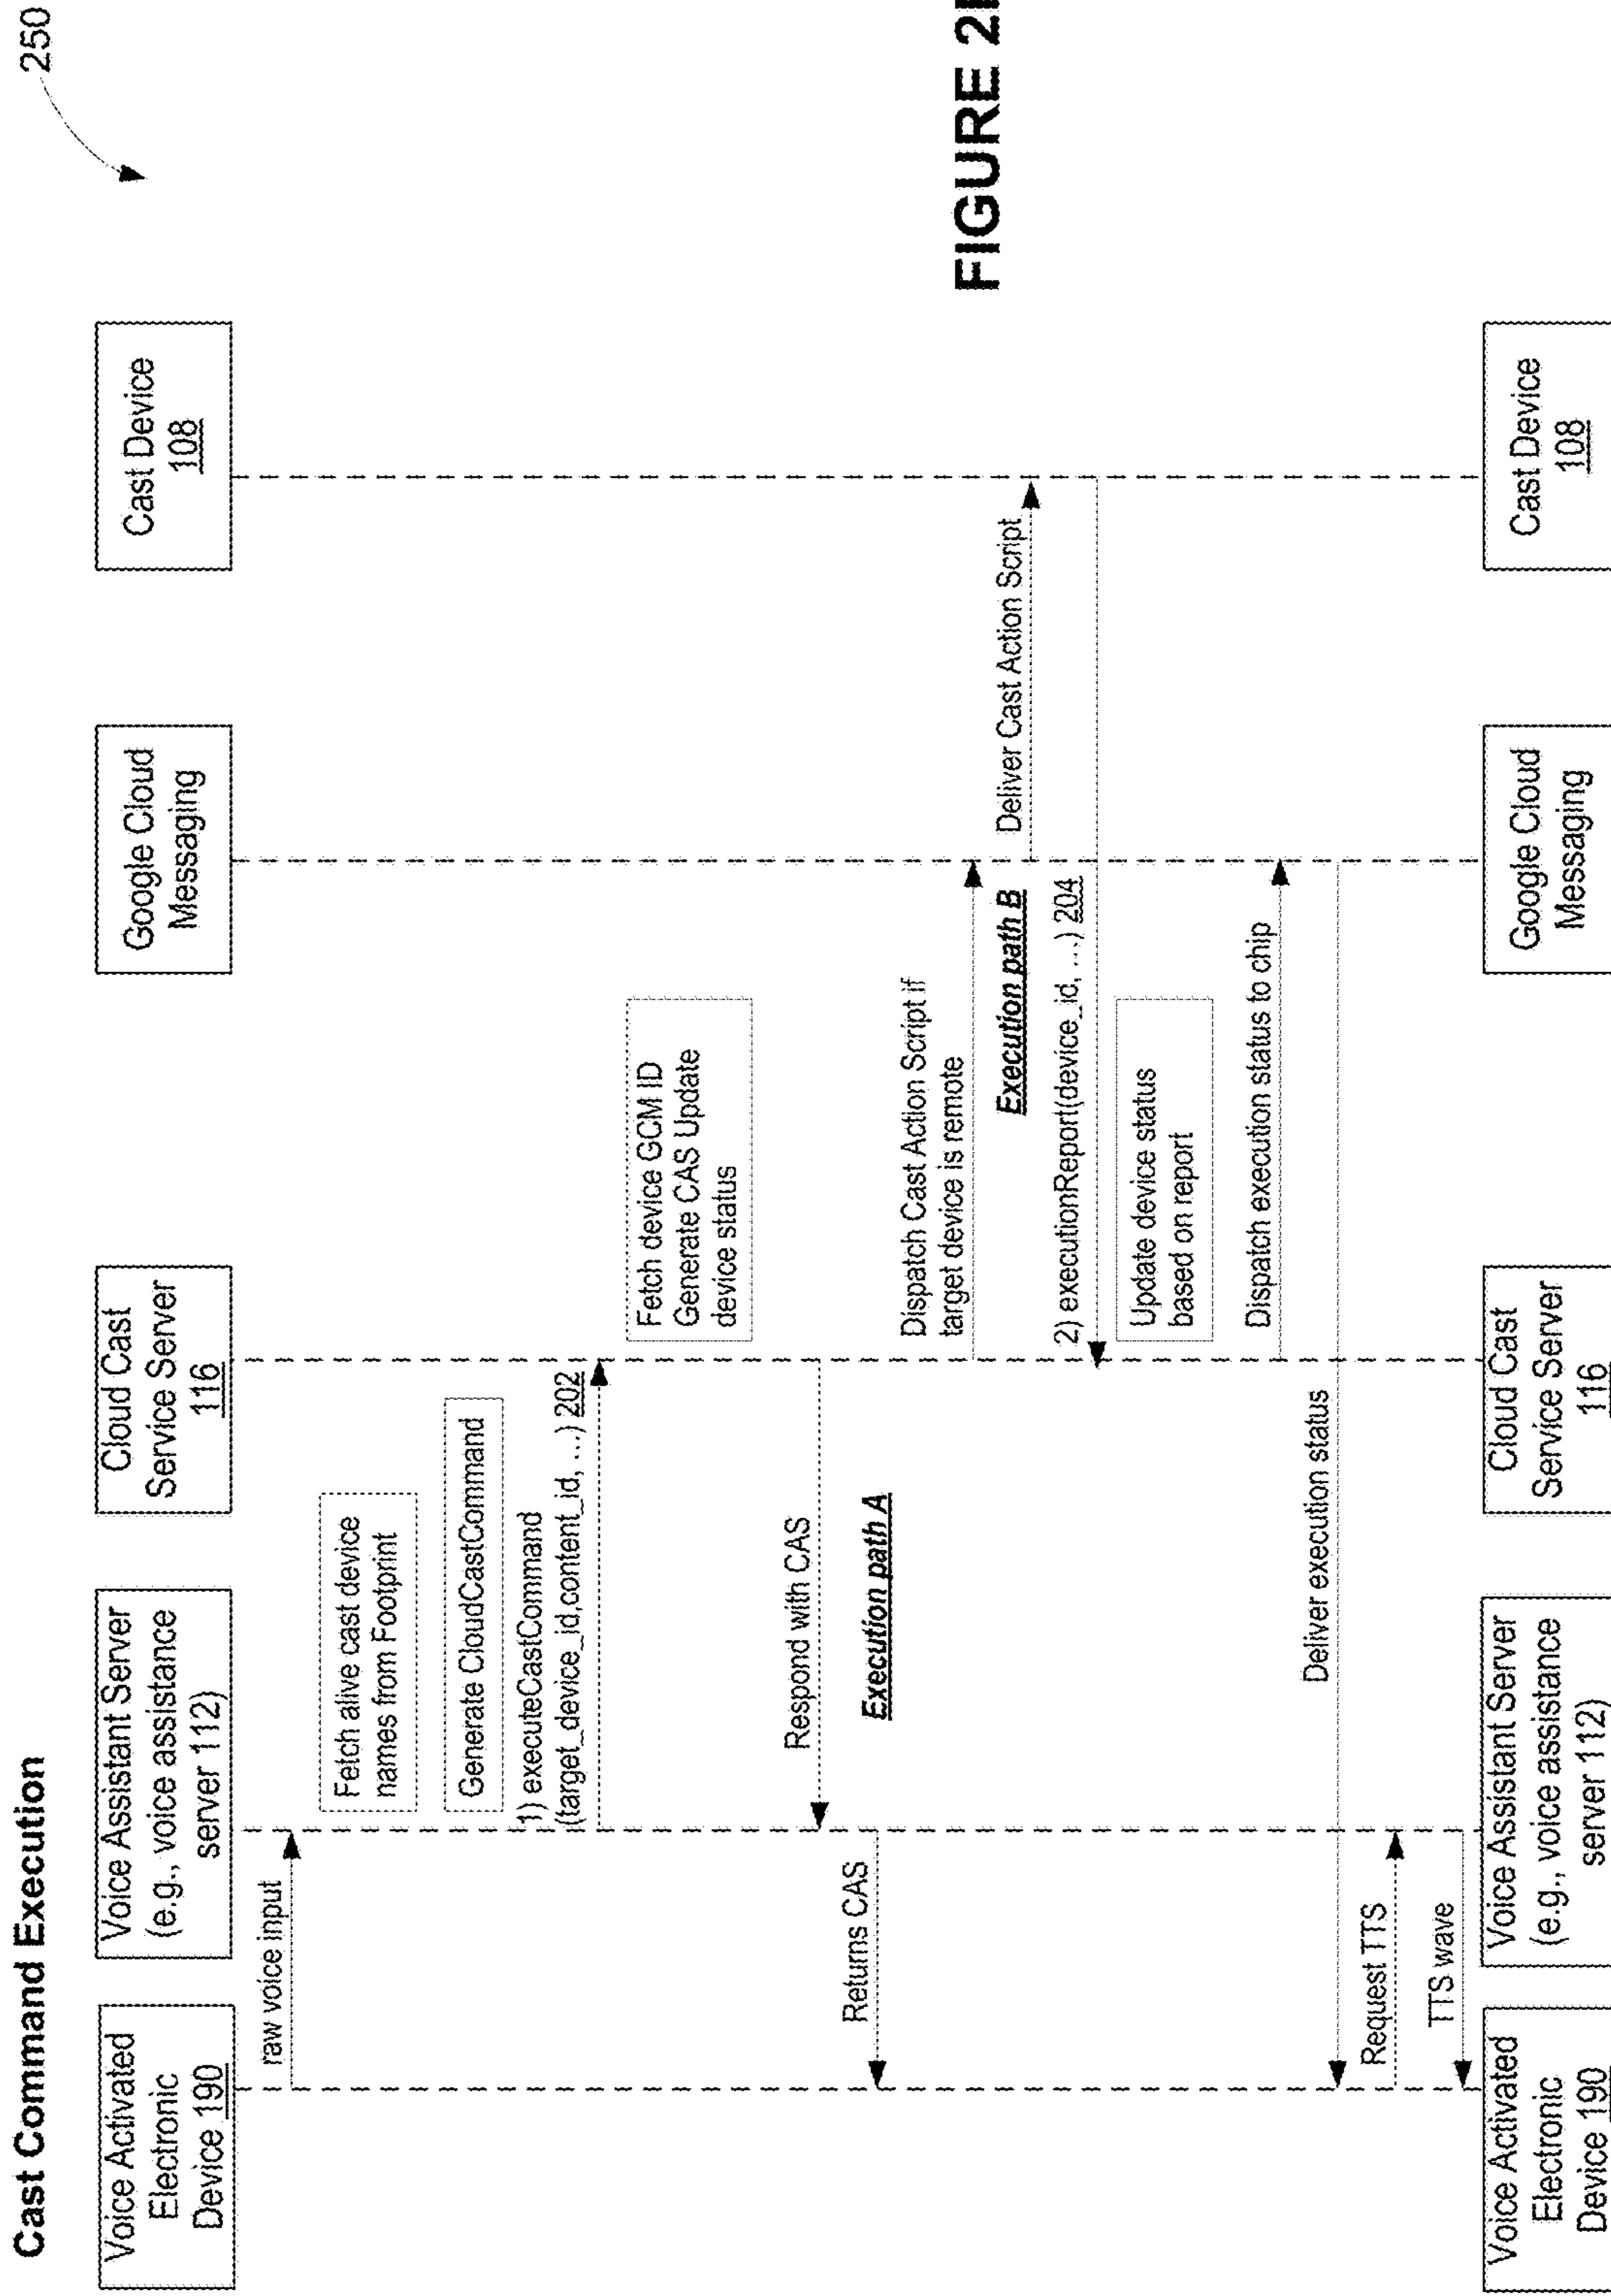 Cast Command Execution
250
Voice Activated
Electronic
Device 190
Voice Assistant Server
(e.g., voice assistance
server 112)
Cloud Cast
Service Server
116
Google Cloud
Messaging
Cast Device
108
raw voice input
Fetch alive cast device
names from Footprint
Generate CloudCastCommand
1) executeCastCommand
(target_device_id,content_id, ...) 202
Fetch device GCM ID
Generate CAS Update
device status
Respond with CAS
Execution path A
Returns CAS
Dispatch Cast Action Script if
target device is remote
Execution path B
Deliver Cast Action Script
2) executionReport(device_id, ...) 204
Update device status
based on report
Dispatch execution status to chip
Deliver execution status
Request TTS
TTS wave
Voice Activated
Electronic
Device 190
Voice Assistant Server
(e.g., voice assistance
server 112)
Cloud Cast
Service Server
116
Google Cloud
Messaging
Cast Device
108
FIGURE